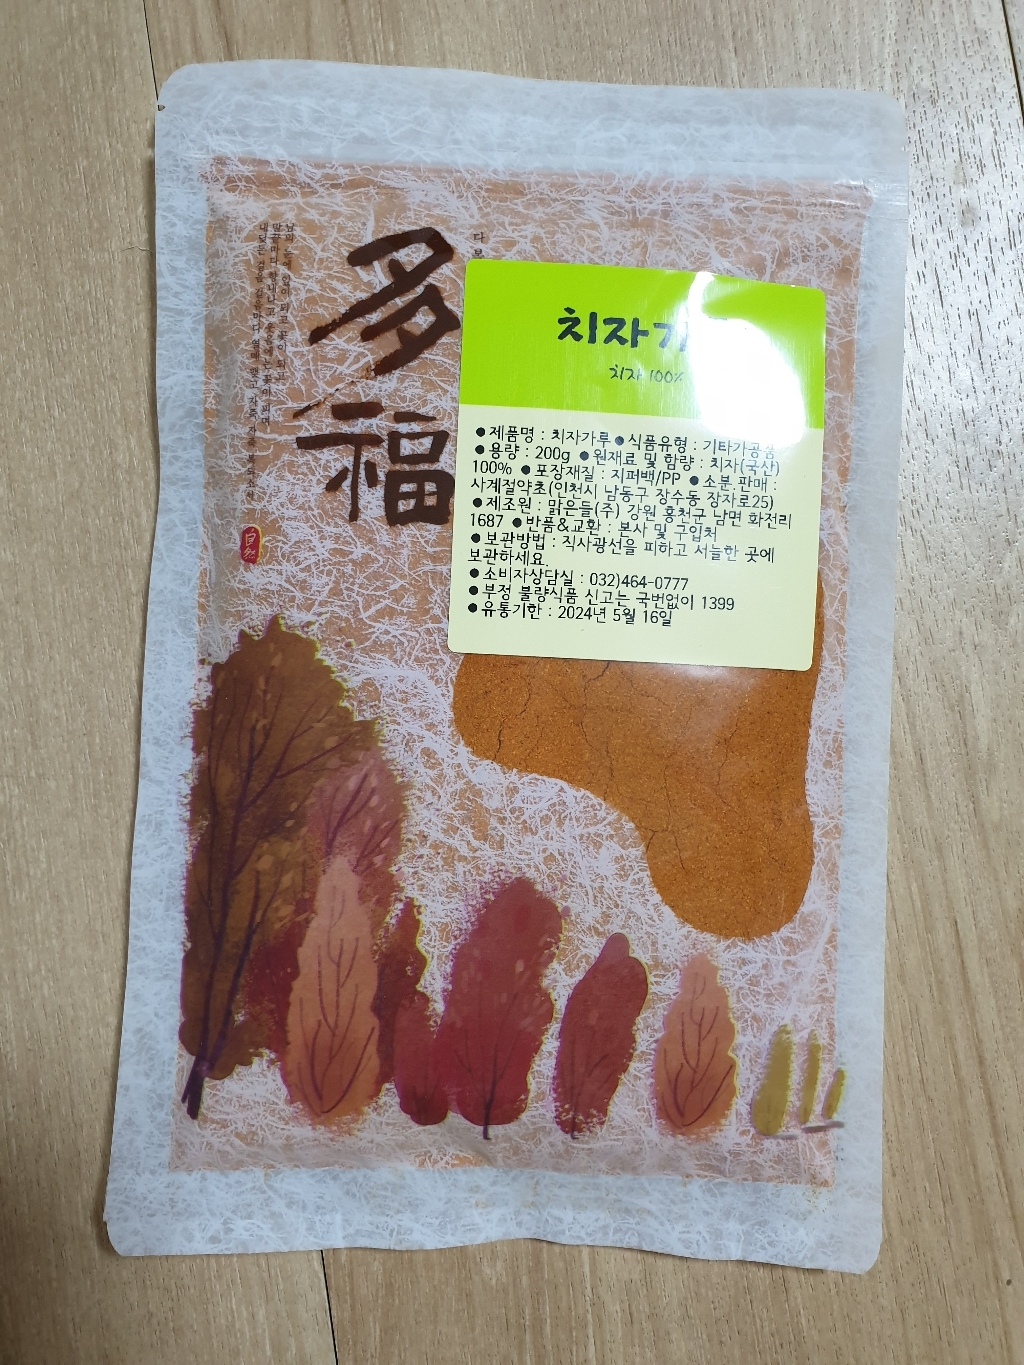 多
福
다
自然
치자가
치자 100%
●제품명 : 치자가루 ●식품유형 : 기타가공품
●용량 : 200g ●원재료 및 함량 : 치자(국산)
100% ●포장재질 : 지퍼백/PP ●소분.판매 :
사계절약초(인천시 남동구 장수동 장자로25)
●제조원 : 맑은들(주) 강원 홍천군 남면 화전리
1687 ●반품&교환 : 본사 및 구입처
●보관방법 : 직사광선을 피하고 서늘한 곳에
보관하세요.
●소비자상담실 : 032)464-0777
●부정 불량식품 신고는 국번없이 1399
●유통기한 : 2024년 5월 16일